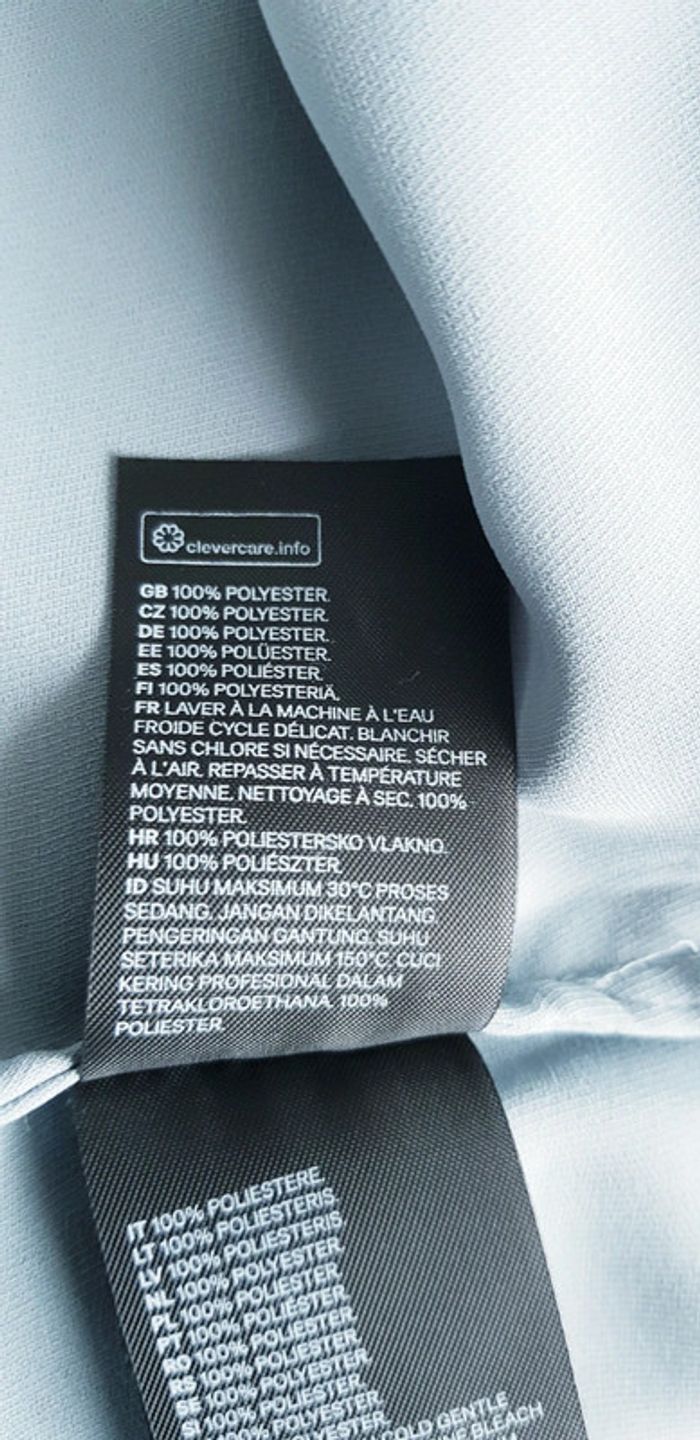 clevercare.info
GB 100% POLYESTER.
CZ 100% POLYESTER.
DE 100% POLYESTER.
EE 100% POLÜESTER.
ES 100% POLIÉSTER.
FI 100% POLYESTERIÄ.
FR LAVER À LA MACHINE À L'EAU
FROIDE CYCLE DÉLICAT. BLANCHIR
SANS CHLORE SI NÉCESSAIRE. SÉCHER
À L'AIR. REPASSER À TEMPÉRATURE
MOYENNE. NETTOYAGE À SEC. 100%
POLYESTER.
HR 100% POLIESTERSKO VLAKNO.
HU 100% POLIÉSZTER.
ID SUHU MAKSIMUM 30°C PROSES
SEDANG. JANGAN DIKELANTANG.
PENGERINGAN GANTUNG. SUHU
SETERIKA MAKSIMUM 150°C. CUCI
KERING PROFESIONAL DALAM
TETRAKLOROETHANA. 100%
POLIESTER.
IT 100% POLIESTERE.
LT 100% POLIESTERIS.
LV 100% POLIESTERIS.
NL 100% POLYESTER.
PL 100% POLIESTER.
PT 100% POLIÉSTER.
RO 100% POLIESTER.
RS 100% POLIESTER.
SE 100% POLYESTER.
SI 100% POLIESTER.
100% POLYESTER.
COLD GENTLE
BLEACH